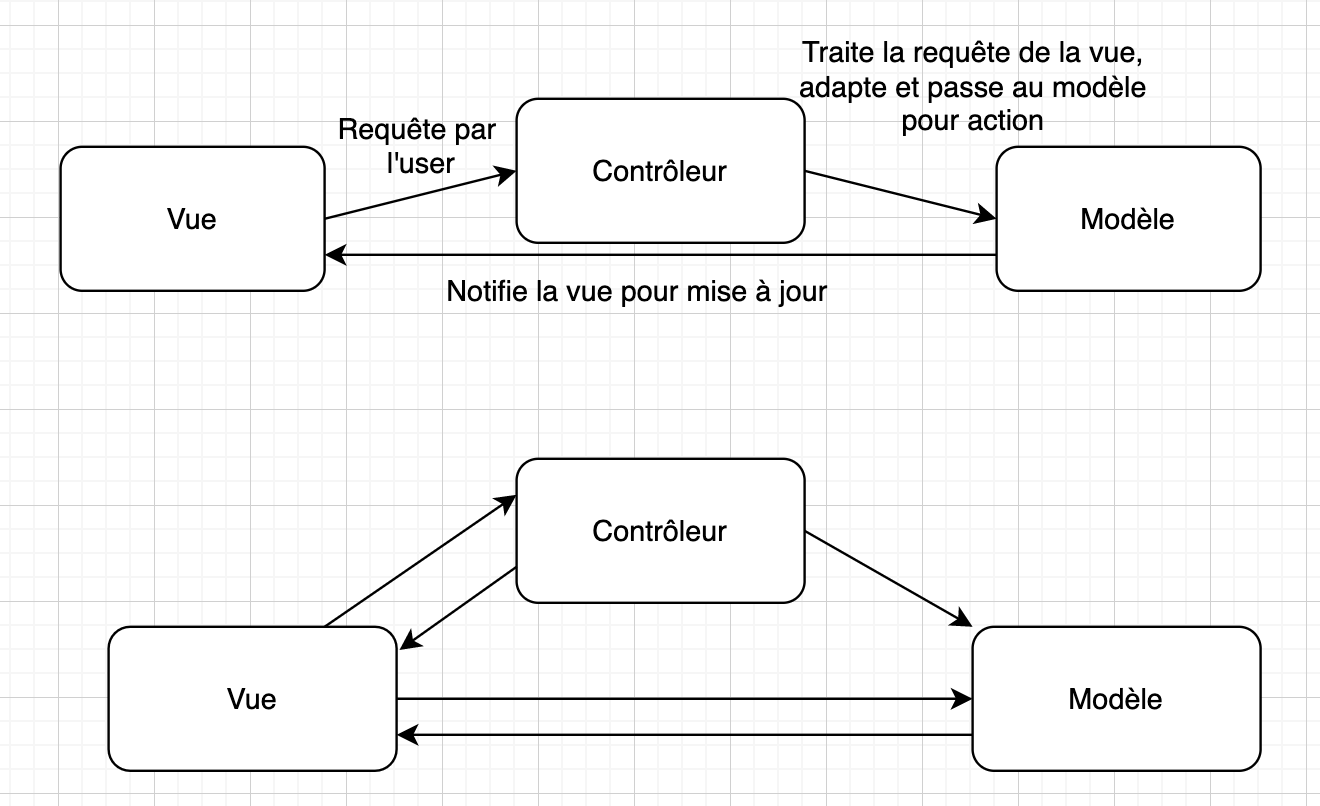 Traite la requête de la vue,
adapte et passe au modèle
pour action
Requête par
l'user
Contrôleur
Vue
Modèle
Notifie la vue pour mise à jour
Contrôleur
Vue
Modèle